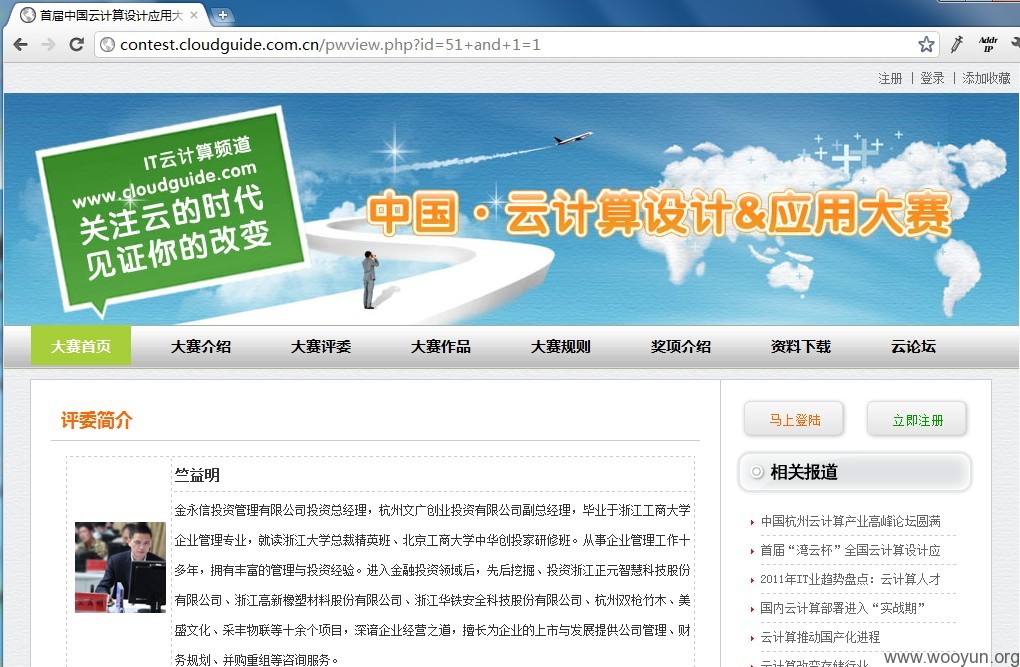 首届中国云计算设计应用大
contest.cloudguide.com.cn/pwview.php?id=51+and+1=1
Addr
IP
注册 | 登录 | 添加收藏
IT云计算频道
www.cloudguide.com
关注云的时代
见证你的改变
中国·云计算设计&应用大赛
大赛首页 大赛介绍 大赛评委 大赛作品 大赛规则 奖项介绍 资料下载 云论坛
评委简介
竺益明
金永信投资管理有限公司投资总经理，杭州文广创业投资有限公司副总经理，毕业于浙江工商大学
企业管理专业，就读浙江大学总裁精英班、北京工商大学中华创投家研修班。从事企业管理工作十
多年，拥有丰富的管理与投资经验。进入金融投资领域后，先后挖掘、投资浙江正元智慧科技股份
有限公司、浙江高新橡塑材料股份有限公司、浙江华铁安全科技股份有限公司、杭州双枪竹木、美
盛文化、采丰物联等十余个项目，深谙企业经营之道，擅长为企业的上市与发展提供公司管理、财
务规划、并购重组等咨询服务。
马上登陆 立即注册
相关报道
中国杭州云计算产业高峰论坛圆满
首届“湾云杯”全国云计算设计应
2011年IT业趋势盘点：云计算人才
国内云计算部署进入“实战期”
云计算推动国产化进程
云计算改变存储行业
www.wooyun.org